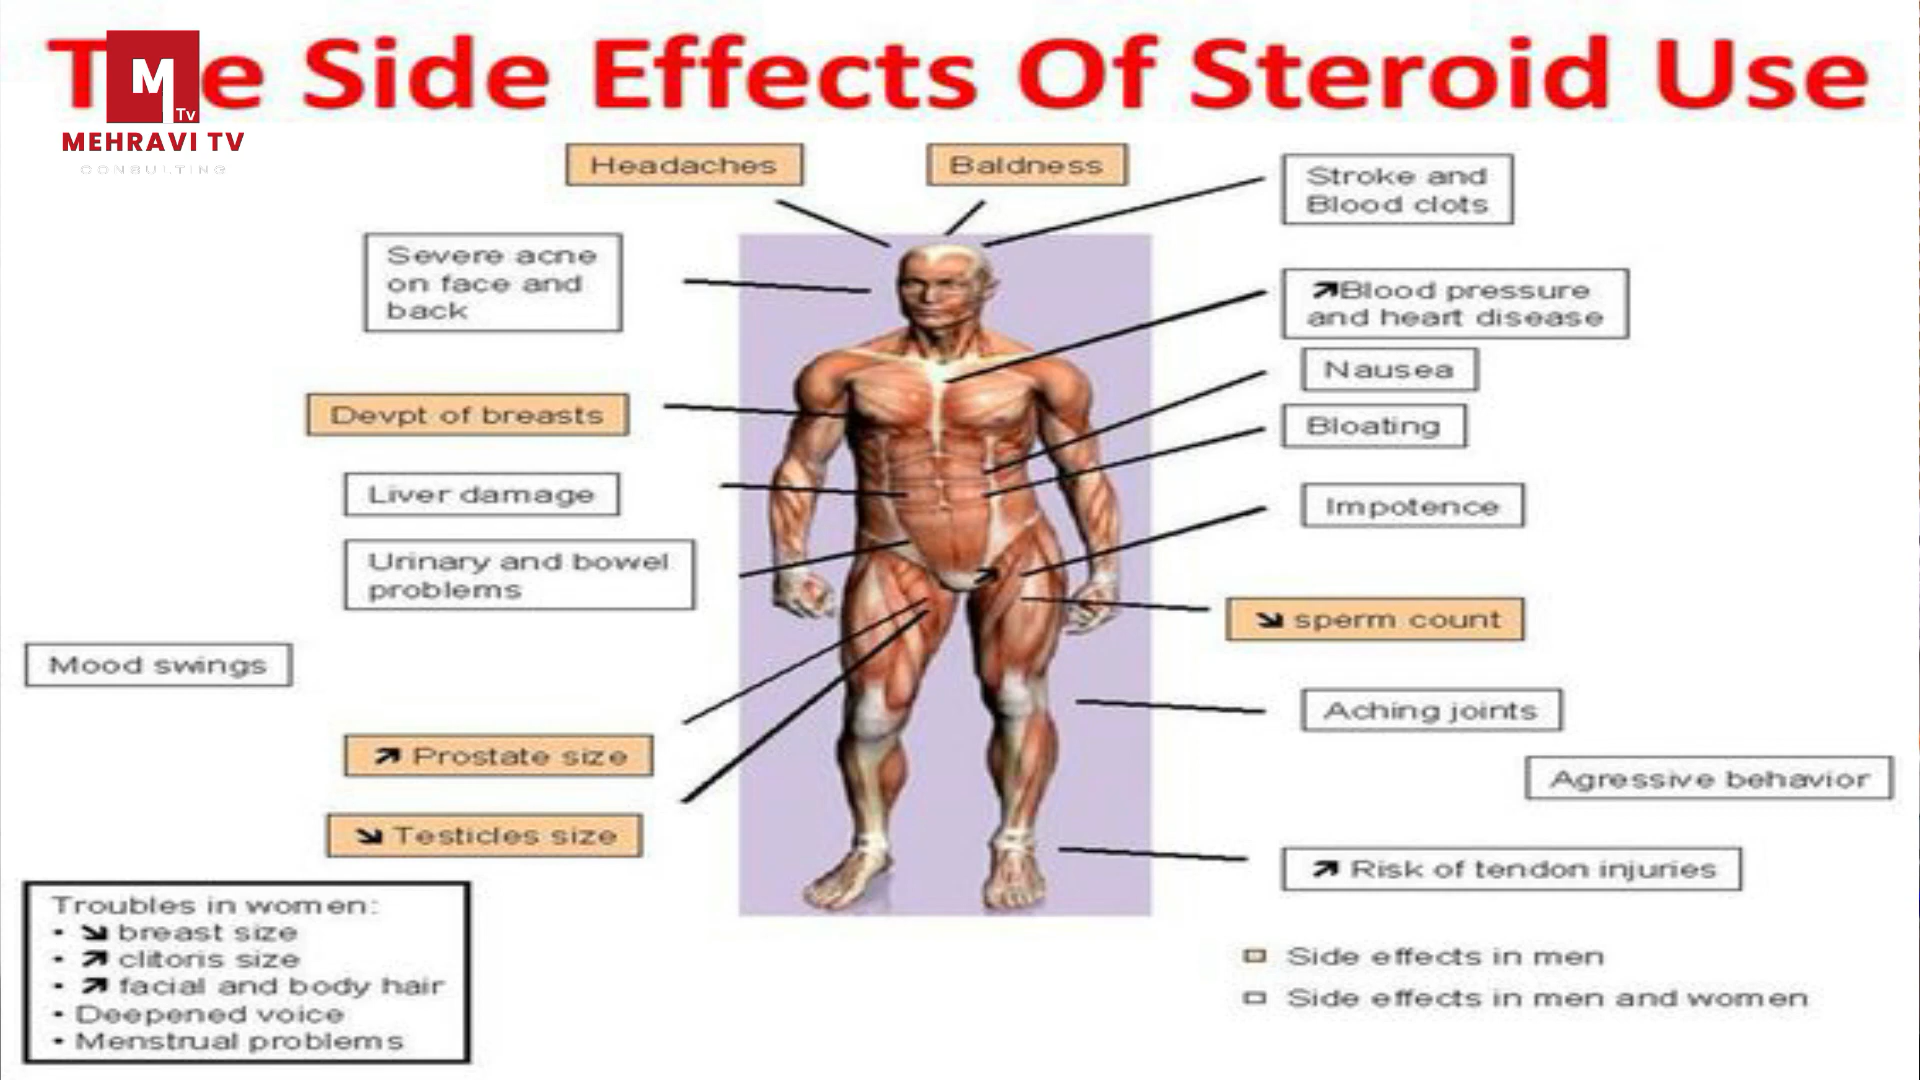 The Side Effects Of Steroid Use
M
Tv
MEHRAVI TV
CONSULTING
Headaches
Baldness
Stroke and
Blood clots
Severe acne
on face and
back
↗Blood pressure
and heart disease
Nausea
Devpt of breasts
Bloating
Liver damage
Impotence
Urinary and bowel
problems
↘ sperm count
Mood swings
Aching joints
↗ Prostate size
Agressive behavior
↘ Testicles size
↗ Risk of tendon injuries
Troubles in women:
• ↘ breast size
• ↗ clitoris size
• ↗ facial and body hair
• Deepened voice
• Menstrual problems
Side effects in men
Side effects in men and women